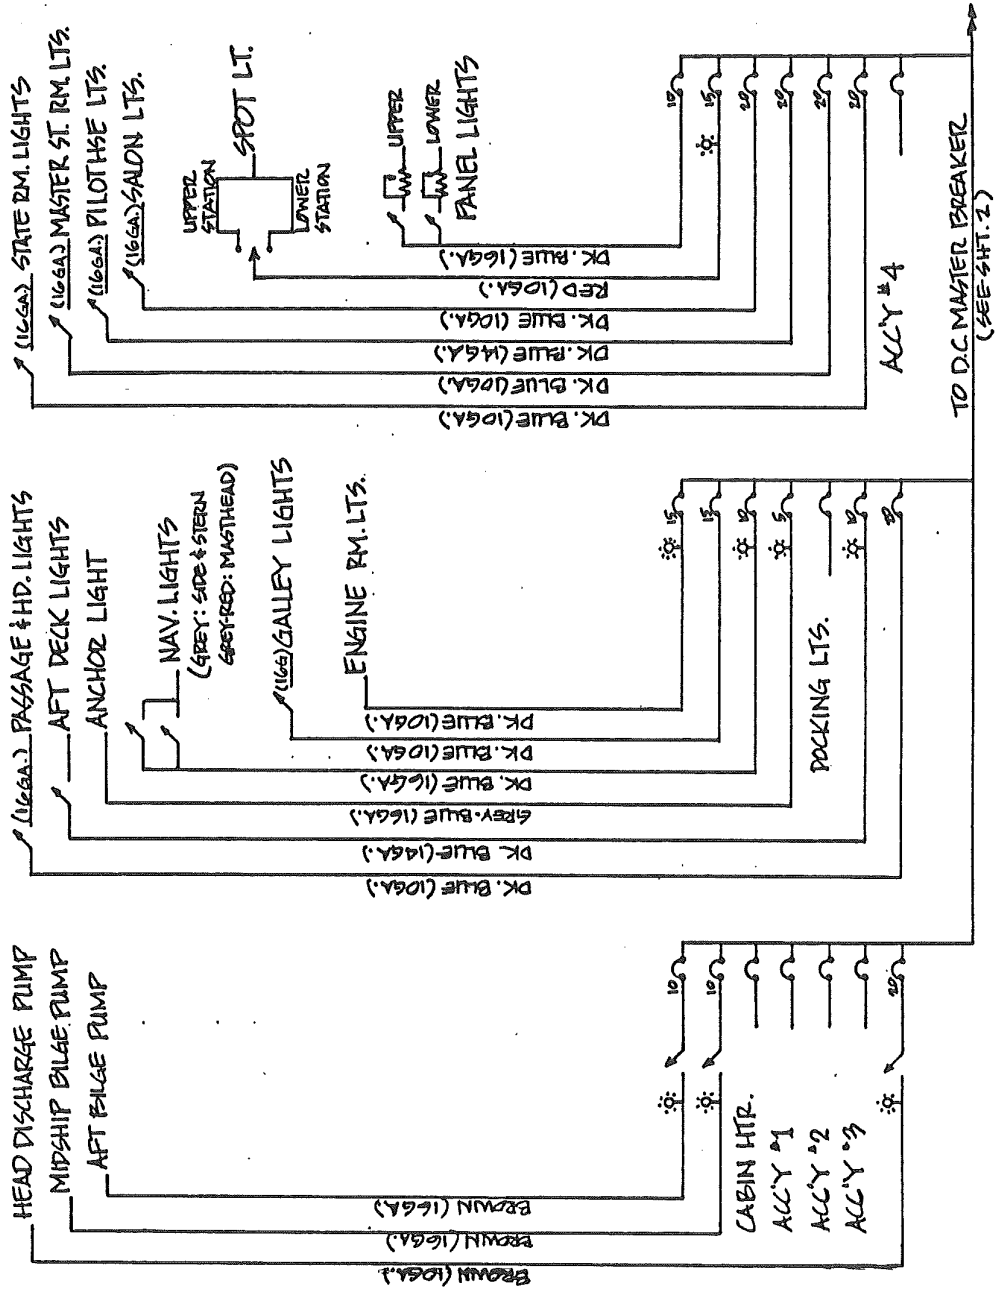 HEAD DISCHARGE PUMP
MIDSHIP BILGE PUMP
AFT BILGE PUMP
BROWN (16GA.)
BROWN (16GA.)
BROWN (10GA.)
10
10
20
CABIN HTR.
ACC'Y #1
ACC'Y #2
ACC'Y #3
(16GA.) PASSAGE & HD. LIGHTS
AFT DECK LIGHTS
ANCHOR LIGHT
NAV. LIGHTS
(GREY: SIDE & STERN
GREY-RED: MASTHEAD)
(16G) GALLEY LIGHTS
ENGINE RM. LTS.
DK. BLUE (10GA.)
DK. BLUE (10GA.)
DK. BLUE (16GA.)
GREY-BLUE (16GA.)
DK. BLUE (14GA.)
DK. BLUE (10GA.)
15
15
10
5
10
20
DOCKING LTS.
(16GA.) STATE RM. LIGHTS
(16GA.) MASTER ST. RM. LTS.
(16GA.) PILOTHSE LTS.
(16GA.) SALON LTS.
UPPER
STATION
SPOT LT.
LOWER
STATION
UPPER
LOWER
PANEL LIGHTS
DK. BLUE (16GA.)
RED (10GA.)
DK. BLUE (10GA.)
DK. BLUE (14GA.)
DK. BLUE (10GA.)
DK. BLUE (10GA.)
10
15
20
20
20
20
ACC'Y #4
TO D.C MASTER BREAKER
(SEE SHT. 2)